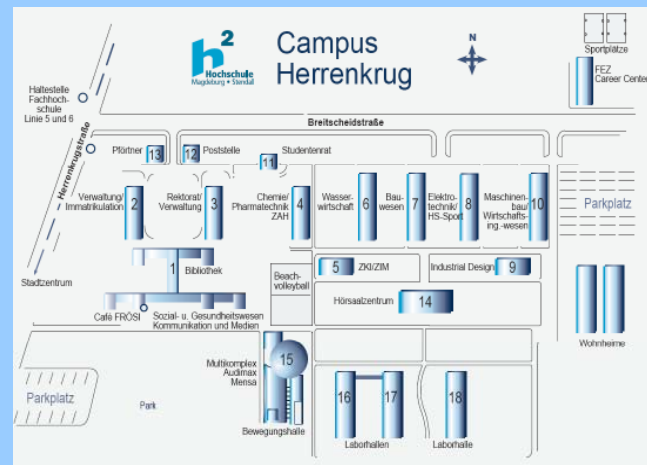 h2
Hochschule
Magdeburg • Stendal
Campus
Herrenkrug
N
Sportplätze
FEZ
Career Center
Haltestelle
Fachhoch-
schule
Linie 5 und 6
Herrenkrugstraße
Breitscheidstraße
Pförtner
13
12
Poststelle
Studentenrat
11
Verwaltung/
Immatrikulation
2
Rektorat/
Verwaltung
3
Chemie/
Pharmatechnik
ZAH
4
Wasser-
wirtschaft
6
Bau-
wesen
7
Elektro-
technik/
HS-Sport
8
Maschinen-
bau/
Wirtschafts-
ing.-wesen
10
Parkplatz
Stadtzentrum
1
Bibliothek
Beach-
volleyball
5
ZKI/ZIM
Industrial Design
9
Hörsaalzentrum
14
Café FRÖSI
Sozial- u. Gesundheitswesen
Kommunikation und Medien
Wohnheime
Multikomplex
Audimax
Mensa
15
Parkplatz
Park
16
17
18
Bewegungshalle
Laborhallen
Laborhalle